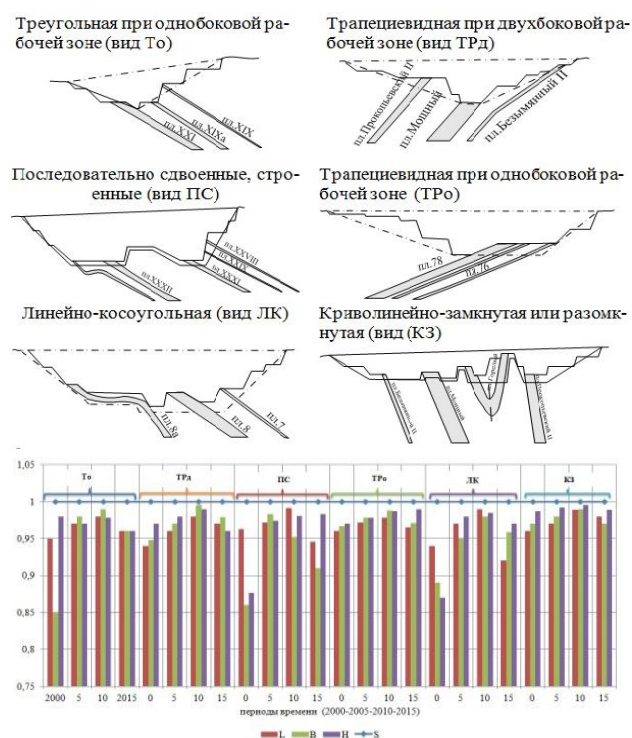 Треугольная при однобоковой ра-
бочей зоне (вид То)
пл.XXI
пл.XIXa
пл.XIX
Трапециевидная при двухбоковой ра-
бочей зоне (вид ТРд)
пл.Прокопьевский II
пл.Мощный
пл.Безымянный II
Последовательно сдвоенные, стро-
енные (вид ПС)
пл.XXXII
пл.XXVIII
пл.XXIX
пл.XXXI
Трапециевидная при однобоковой ра-
бочей зоне (ТРо)
пл.78
пл.76
Линейно-косоугольная (вид ЛК)
пл.8а
пл.8
пл.7
Криволинейно-замкнутая или разомк-
нутая (вид (КЗ)
пл.Мощный
1,05
1
0,95
0,9
0,85
0,8
0,75
То ТРд ПС ТРо ЛК КЗ
2000 5 10 2015 0 5 10 15 0 5 10 15 0 5 10 15 0 5 10 15 0 5 10 15
периоды времени (2000-2005-2010-2015)
L B H S